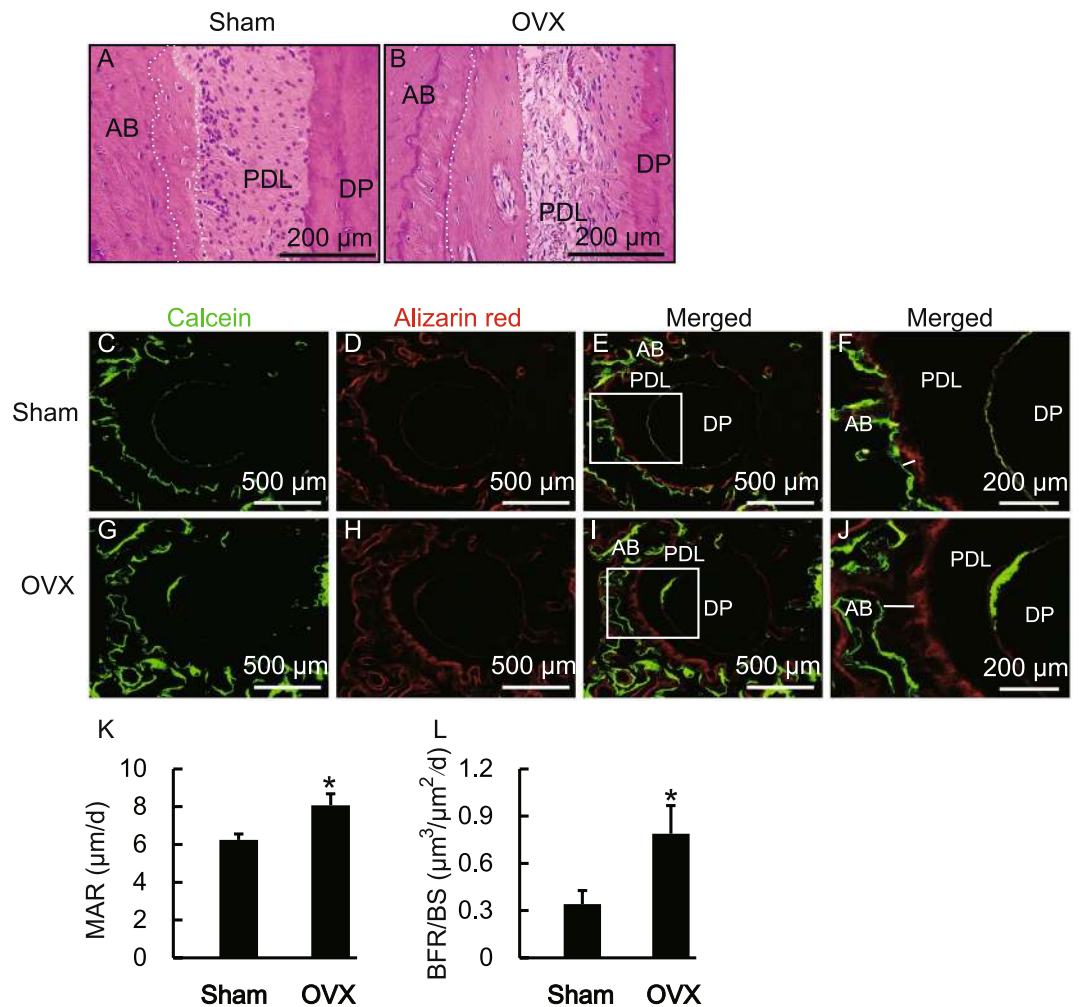 Sham OVX
A B
AB AB
PDL DP PDL DP
200 µm 200 µm
Calcein Alizarin red Merged Merged
Sham
C D E F
AB PDL DP PDL AB DP
500 µm 500 µm 500 µm 200 µm
OVX
G H I J
AB PDL DP PDL AB DP
500 µm 500 µm 500 µm 200 µm
K
MAR (µm/d)
10
8
6
4
2
0
Sham OVX
*
L
BFR/BS (µm³/µm²/d)
1.2
0.9
0.6
0.3
0
Sham OVX
*